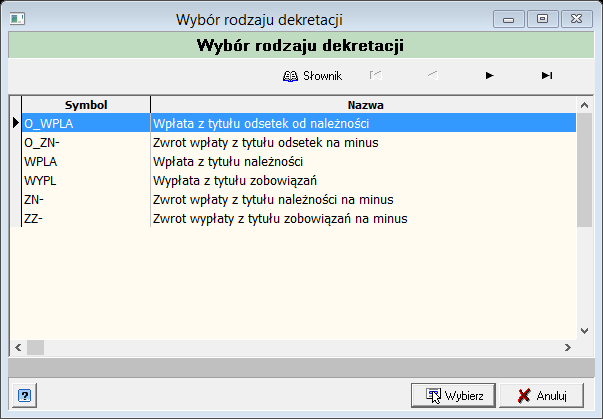 Wybór rodzaju dekretacji
Wybór rodzaju dekretacji
Słownik
Symbol Nazwa
O_WPLA Wpłata z tytułu odsetek od należności
O_ZN- Zwrot wpłaty z tytułu odsetek na minus
WPLA Wpłata z tytułu należności
WYPL Wypłata z tytułu zobowiązań
ZN- Zwrot wpłaty z tytułu należności na minus
ZZ- Zwrot wypłaty z tytułu zobowiązań na minus
Wybierz Anuluj